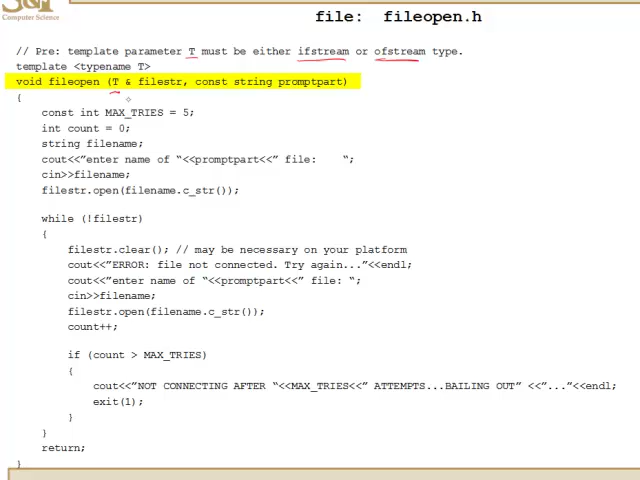 S&T
Computer Science
file: fileopen.h
// Pre: template parameter T must be either ifstream or ofstream type.
template <typename T>
void fileopen (T & filestr, const string promptpart)
{
const int MAX_TRIES = 5;
int count = 0;
string filename;
cout<<”enter name of “<<promptpart<<” file: “;
cin>>filename;
filestr.open(filename.c_str());
while (!filestr)
{
filestr.clear(); // may be necessary on your platform
cout<<”ERROR: file not connected. Try again...”<<endl;
cout<<”enter name of “<<promptpart<<” file: “;
cin>>filename;
filestr.open(filename.c_str());
count++;
if (count > MAX_TRIES)
{
cout<<”NOT CONNECTING AFTER “<<MAX_TRIES<<” ATTEMPTS...BAILING OUT” <<”...”<<endl;
exit(1);
}
}
return;
}